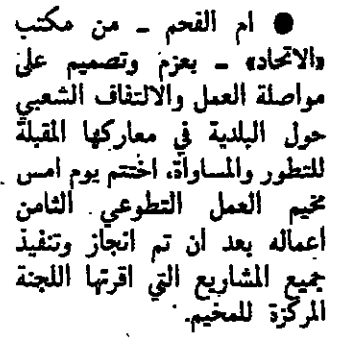 ● ام الفحم ـ من مكتب
«الاتحاد» ـ بعزم وتصميم على
مواصلة العمل والالتفاف الشعبي
حول البلدية في معاركها المقبلة
للتطور والمساواة، اختتم يوم امس
مخيم العمل التطوعي الثامن
اعماله بعد ان تم انجاز وتنفيذ
جميع المشاريع التي اقرتها اللجنة
المركزة للمخيم.